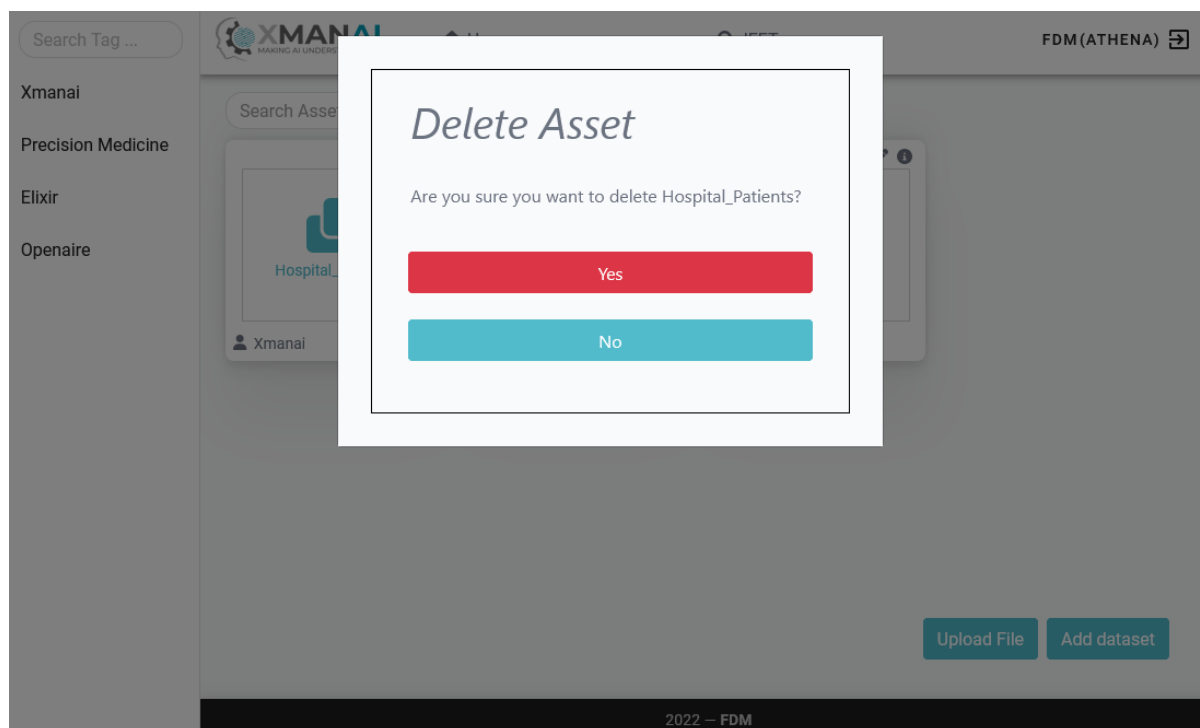 Search Tag ...
XMANAI
MAKING AI UNDERS
FDM(ATHENA)
Xmanai
Precision Medicine
Elixir
Openaire
Search Asse
Delete Asset
Are you sure you want to delete Hospital_Patients?
Yes
No
Hospital_
Xmanai
Upload File
Add dataset
2022 — FDM